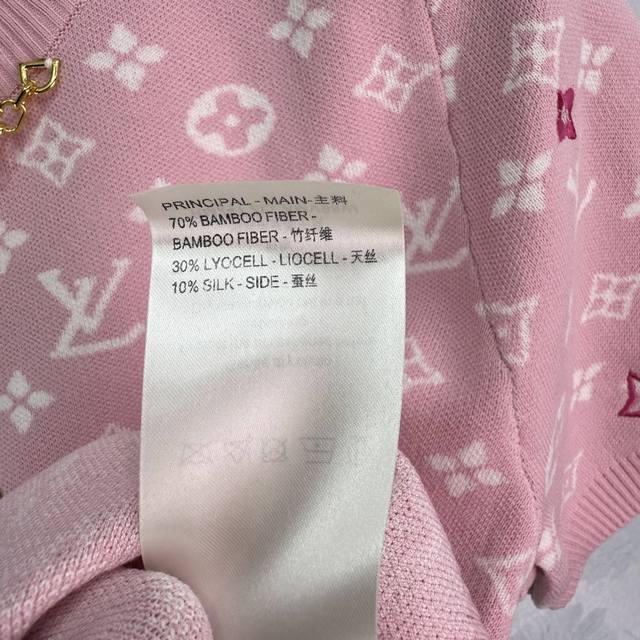 PRINCIPAL - MAIN-主料
70% BAMBOO FIBER -
BAMBOO FIBER - 竹纤维
30% LYOCELL - LIOCELL - 天丝
10% SILK - SIDE - 蚕丝